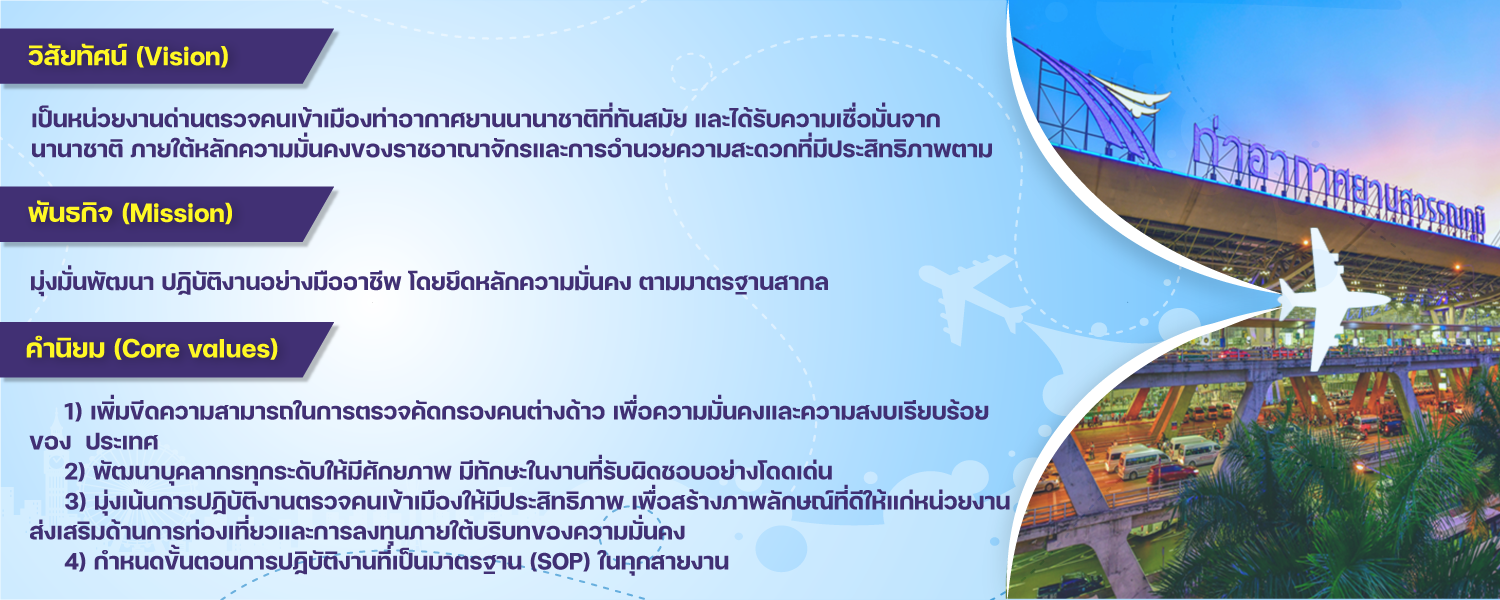 วิสัยทัศน์ (Vision)
เป็นหน่วยงานด่านตรวจคนเข้าเมืองท่าอากาศยานนานาชาติที่ทันสมัย และได้รับความเชื่อมั่นจาก
นานาชาติ ภายใต้หลักความมั่นคงของราชอาณาจักรและการอำนวยความสะดวกที่มีประสิทธิภาพตาม
พันธกิจ (Mission)
มุ่งมั่นพัฒนา ปฏิบัติงานอย่างมืออาชีพ โดยยึดหลักความมั่นคง ตามมาตรฐานสากล
ค่านิยม (Core values)
1) เพิ่มขีดความสามารถในการตรวจคัดกรองคนต่างด้าว เพื่อความมั่นคงและความสงบเรียบร้อย
ของ ประเทศ
2) พัฒนาบุคลากรทุกระดับให้มีศักยภาพ มีทักษะในงานที่รับผิดชอบอย่างโดดเด่น
3) มุ่งเน้นการปฏิบัติงานตรวจคนเข้าเมืองให้มีประสิทธิภาพ เพื่อสร้างภาพลักษณ์ที่ดีให้แก่หน่วยงาน
ส่งเสริมด้านการท่องเที่ยวและการลงทุนภายใต้บริบทของความมั่นคง
4) กำหนดขั้นตอนการปฏิบัติงานที่เป็นมาตรฐาน (SOP) ในทุกสายงาน
ท่าอากาศยานสุวรรณภูมิ